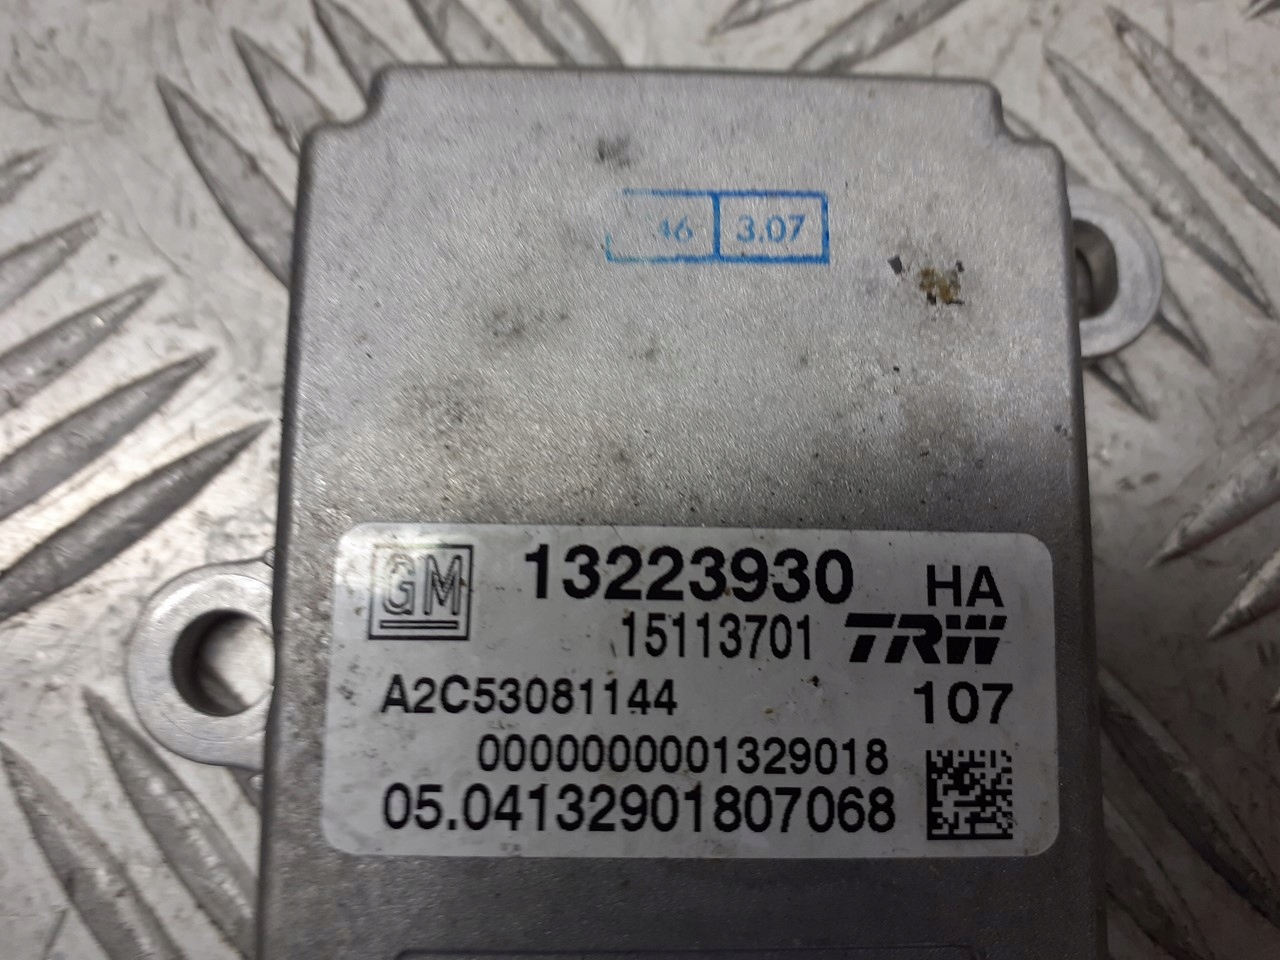 46 3.07
GM 13223930 HA
15113701 TRW
A2C53081144 107
0000000001329018
05.04132901807068